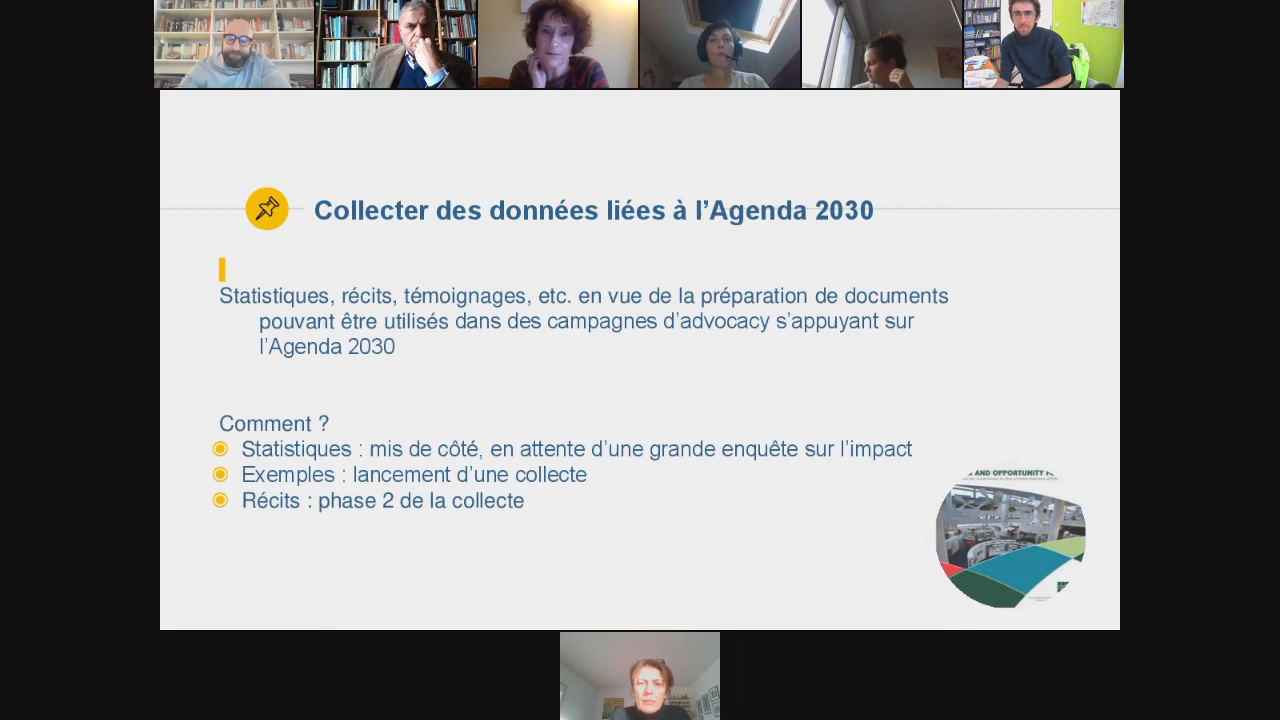 Collecter des données liées à l’Agenda 2030
Statistiques, récits, témoignages, etc. en vue de la préparation de documents
pouvant être utilisés dans des campagnes d’advocacy s’appuyant sur
l’Agenda 2030
Comment ?
Statistiques : mis de côté, en attente d’une grande enquête sur l’impact
Exemples : lancement d’une collecte
Récits : phase 2 de la collecte
AND OPPORTUNITY